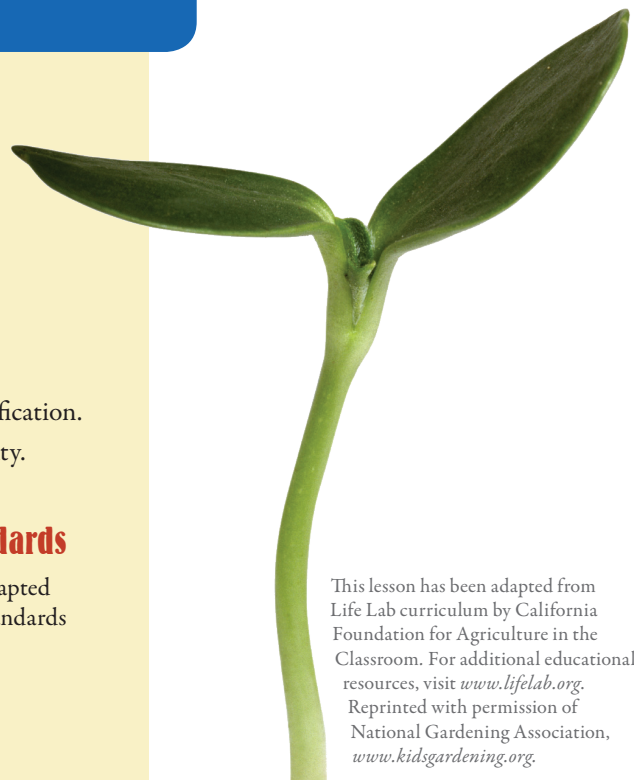 fication.
ty.
dards
apted
ndards
This lesson has been adapted from
Life Lab curriculum by California
Foundation for Agriculture in the
Classroom. For additional educational
resources, visit www.lifelab.org.
Reprinted with permission of
National Gardening Association,
www.kidsgardening.org.